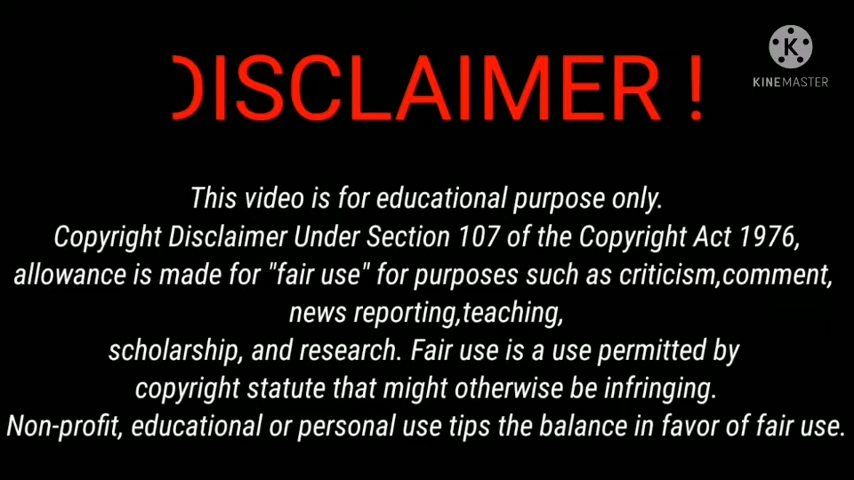 DISCLAIMER !
KINEMASTER
This video is for educational purpose only.
Copyright Disclaimer Under Section 107 of the Copyright Act 1976,
allowance is made for "fair use" for purposes such as criticism,comment,
news reporting,teaching,
scholarship, and research. Fair use is a use permitted by
copyright statute that might otherwise be infringing.
Non-profit, educational or personal use tips the balance in favor of fair use.